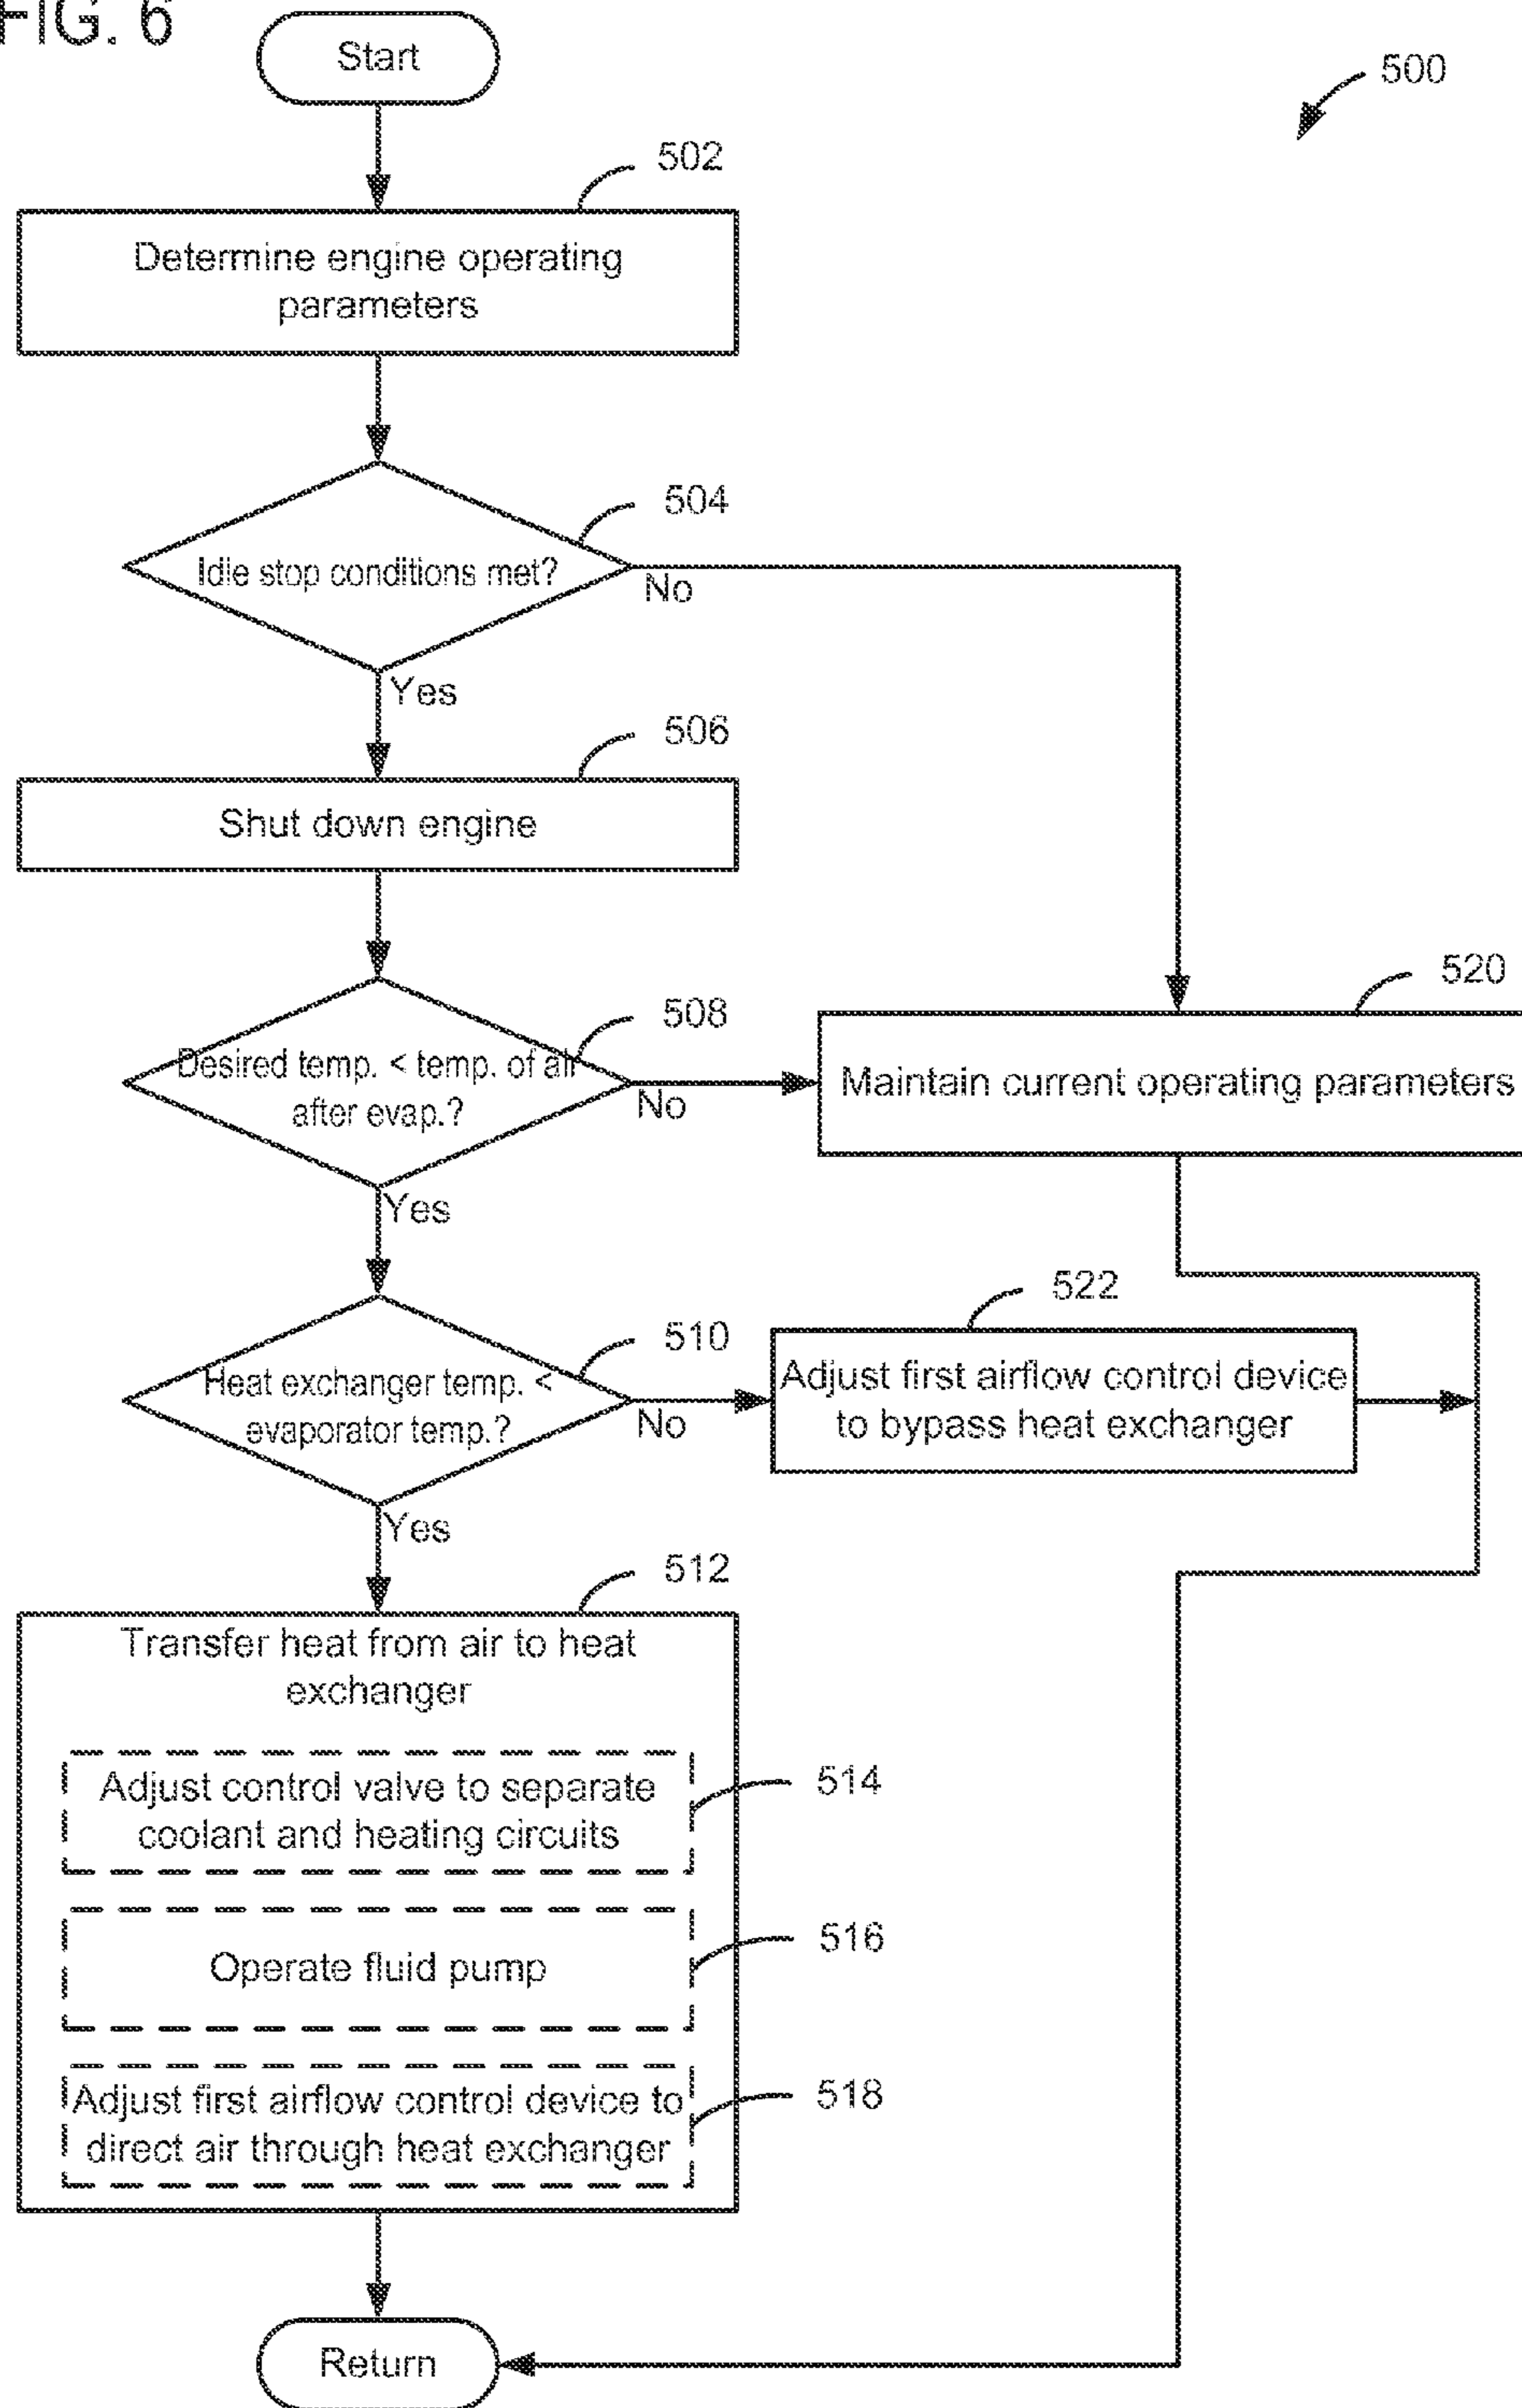 FIG. 6
Start
500
502
Determine engine operating
parameters
504
Idle stop conditions met?
No
Yes
506
Shut down engine
508
Desired temp. < temp. of air
after evap.?
No
Yes
520
Maintain current operating parameters
510
Heat exchanger temp. <
evaporator temp.?
No
Yes
522
Adjust first airflow control device
to bypass heat exchanger
512
Transfer heat from air to heat
exchanger
Adjust control valve to separate
coolant and heating circuits
514
Operate fluid pump
516
Adjust first airflow control device to
direct air through heat exchanger
518
Return